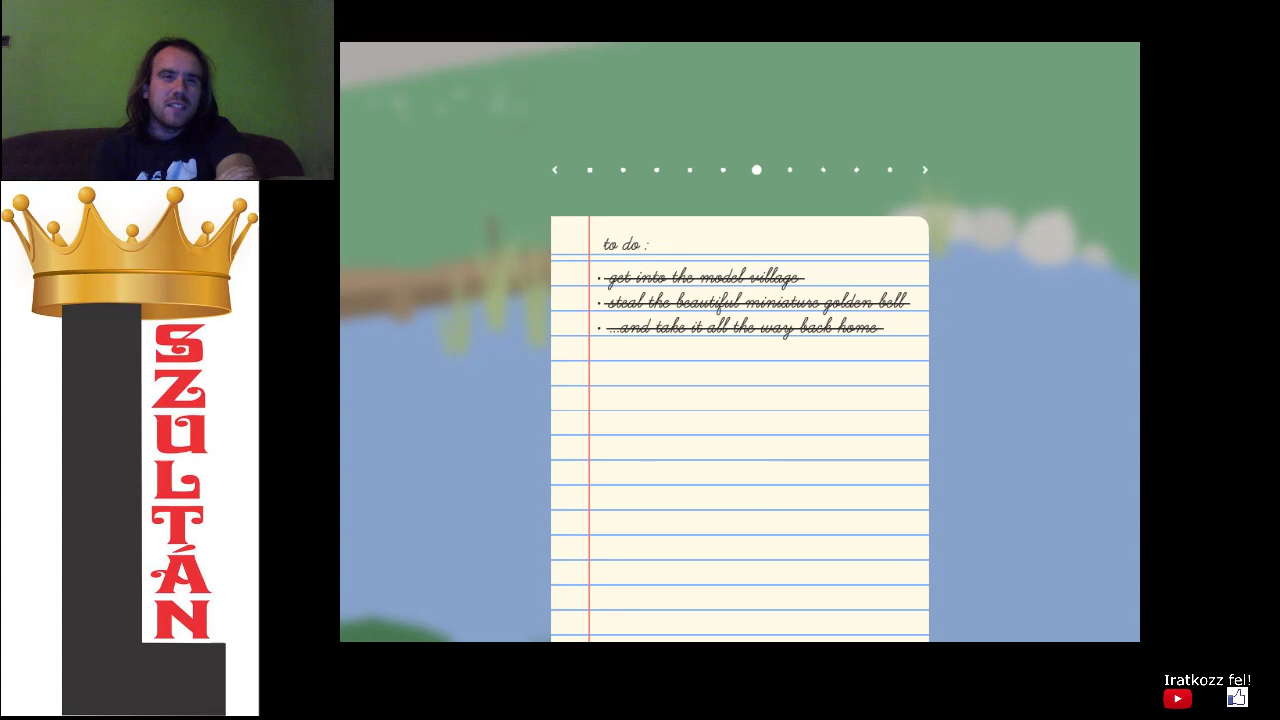 to do :
get into the model village
steal the beautiful miniature golden bell
...and take it all the way back home
L
SZULTÁN
Iratkozz fel!